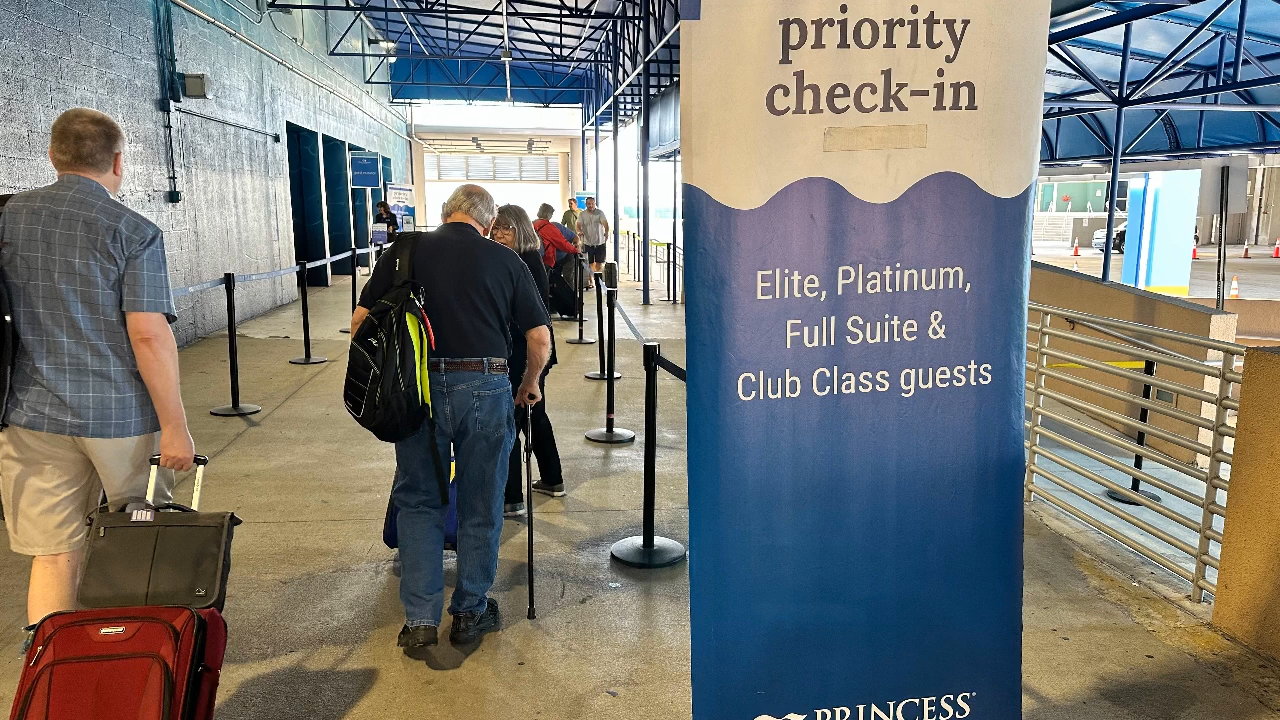 priority
check-in
Elite, Platinum,
Full Suite &
Club Class guests
PRINCESS